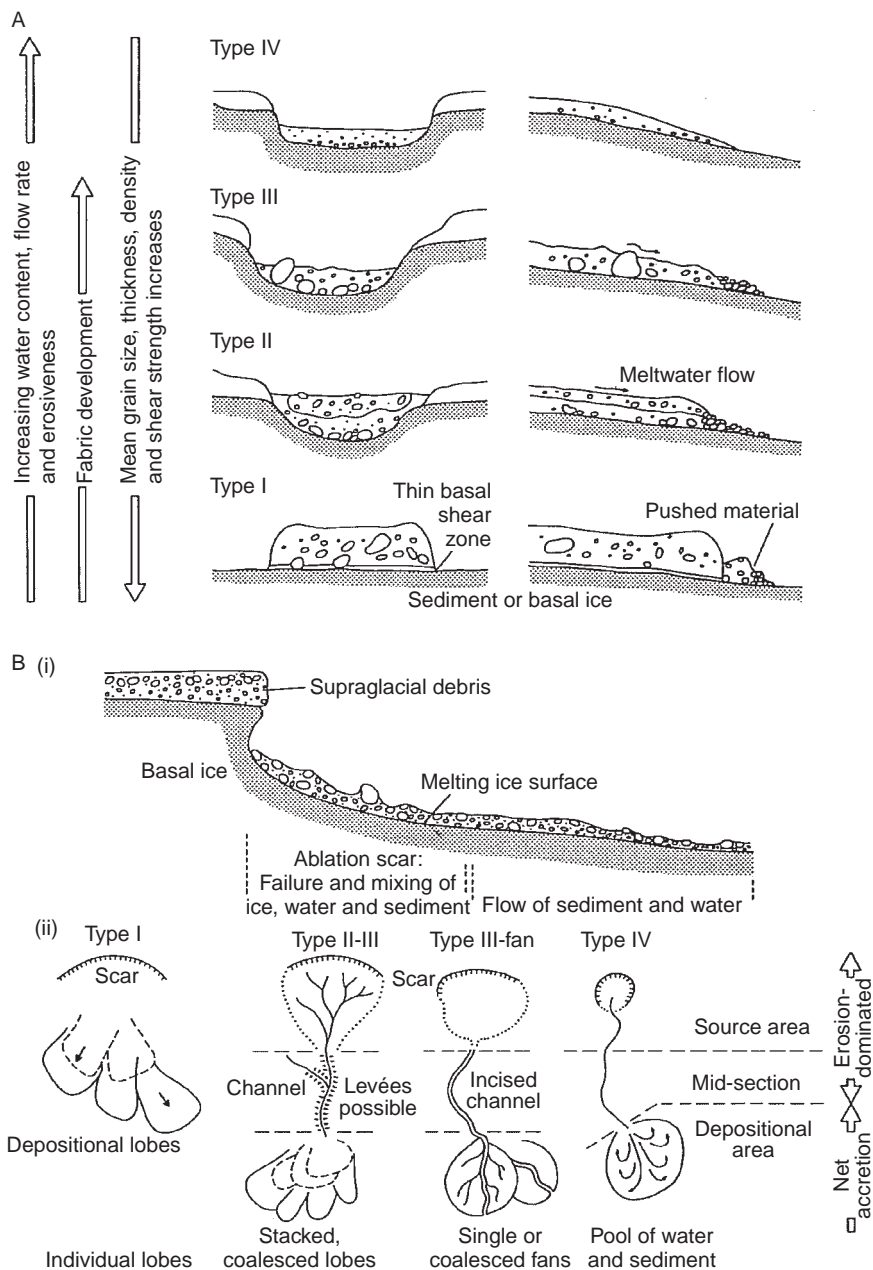 A
Type IV
Increasing water content, flow rate
and erosiveness
Fabric development
Mean grain size, thickness, density
and shear strength increases
Type III
Type II
Meltwater flow
Type I
Thin basal
shear
zone
Pushed material
Sediment or basal ice
B (i)
Supraglacial debris
Basal ice
Melting ice surface
Ablation scar:
Failure and mixing of
ice, water and sediment
Flow of sediment and water
(ii)
Type I
Type II-III
Type III-fan
Type IV
Scar
Scar
Source area
Channel
Levées
possible
Incised
channel
Mid-section
Depositional
area
Depositional lobes
Erosion-
dominated
Net
accretion
Individual lobes
Stacked,
coalesced lobes
Single or
coalesced fans
Pool of water
and sediment